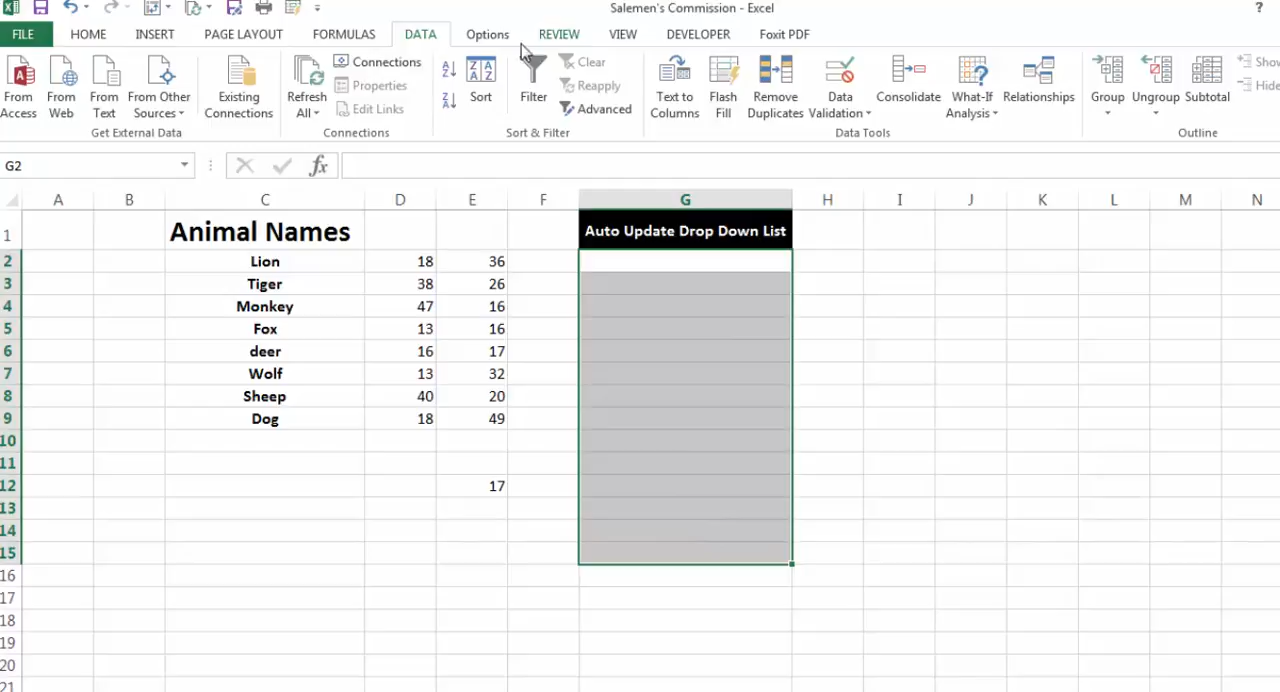 Salemen's Commission - Excel
?
FILE HOME INSERT PAGE LAYOUT FORMULAS DATA Options REVIEW VIEW DEVELOPER Foxit PDF
From Access
From Web
From Text
From Other Sources
Get External Data
Existing Connections
Refresh All
Connections
Properties
Edit Links
Connections
Sort
Filter
Clear
Reapply
Advanced
Sort & Filter
Text to Columns
Flash Fill
Remove Duplicates
Data Validation
Consolidate
What-If Analysis
Relationships
Data Tools
Group
Ungroup
Subtotal
Outline
G2
fx
A B C D E F G H I J K L M N
1 Animal Names Auto Update Drop Down List
2 Lion 18 36
3 Tiger 38 26
4 Monkey 47 16
5 Fox 13 16
6 deer 16 17
7 Wolf 13 32
8 Sheep 40 20
9 Dog 18 49
10
11
12 17
13
14
15
16
17
18
19
20
21